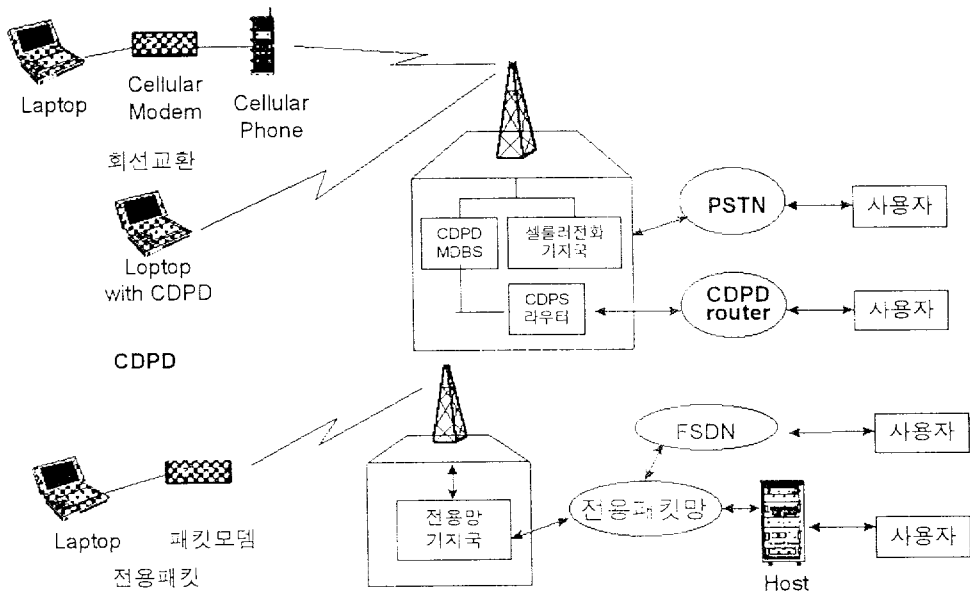 Laptop
Cellular
Modem
Cellular
Phone
회선교환
Loptop
with CDPD
CDPD
CDPD
MDBS
셀룰러전화
기지국
CDPS
라우터
PSTN
사용자
CDPD
router
사용자
Laptop
패킷모뎀
전용패킷
전용망
기지국
FSDN
사용자
전용패킷망
Host
사용자